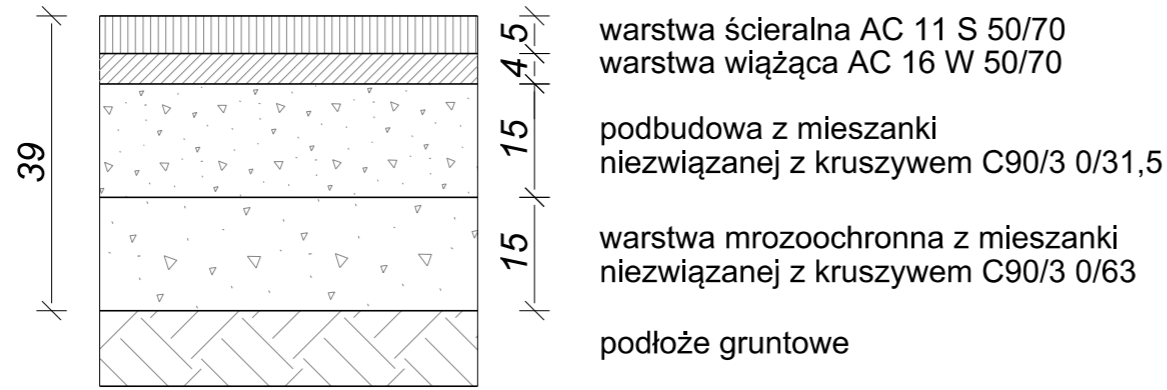 39
5
warstwa ścieralna AC 11 S 50/70
4
warstwa wiążąca AC 16 W 50/70
15
podbudowa z mieszanki
niezwiązanej z kruszywem C90/3 0/31,5
15
warstwa mrozoochronna z mieszanki
niezwiązanej z kruszywem C90/3 0/63
podłoże gruntowe